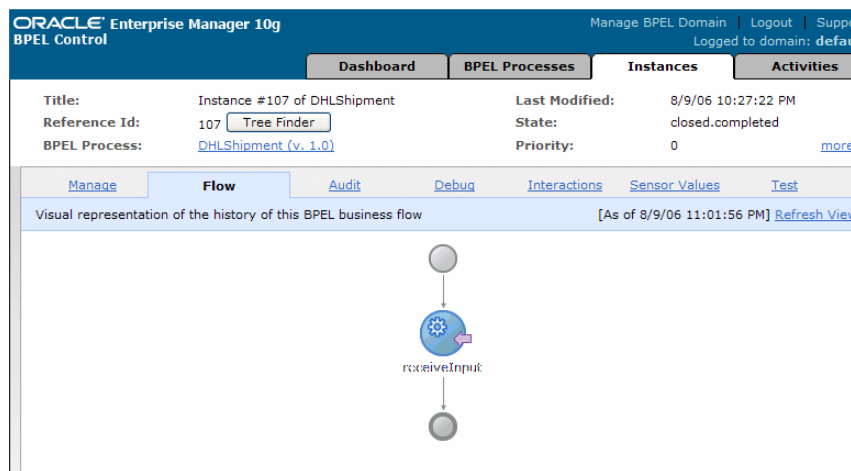 ORACLE Enterprise Manager 10g
BPEL Control
Manage BPEL Domain | Logout | Suppo
Logged to domain: defau
Dashboard BPEL Processes Instances Activities
Title: Instance #107 of DHLShipment Last Modified: 8/9/06 10:27:22 PM
Reference Id: 107 Tree Finder State: closed.completed
BPEL Process: DHLShipment (v. 1.0) Priority: 0 more
Manage Flow Audit Debug Interactions Sensor Values Test
Visual representation of the history of this BPEL business flow [As of 8/9/06 11:01:56 PM] Refresh View
receiveInput